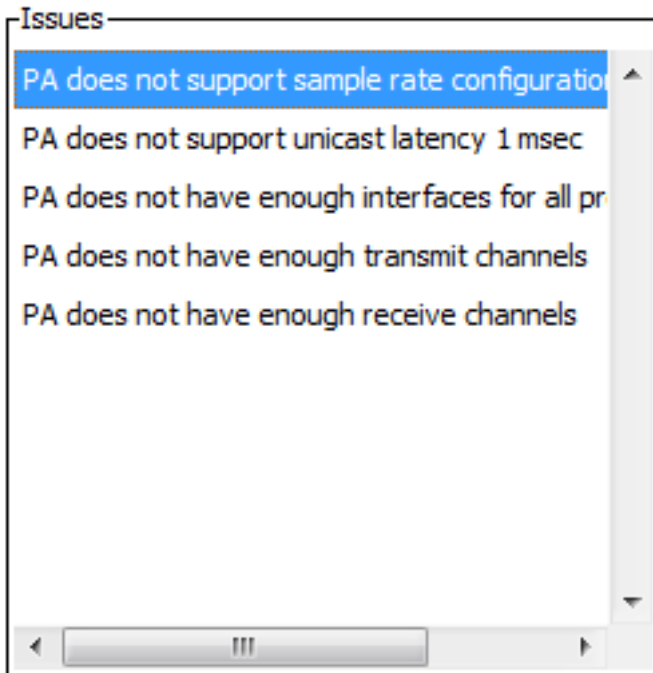 Issues
PA does not support sample rate configuration
PA does not support unicast latency 1 msec
PA does not have enough interfaces for all pr
PA does not have enough transmit channels
PA does not have enough receive channels